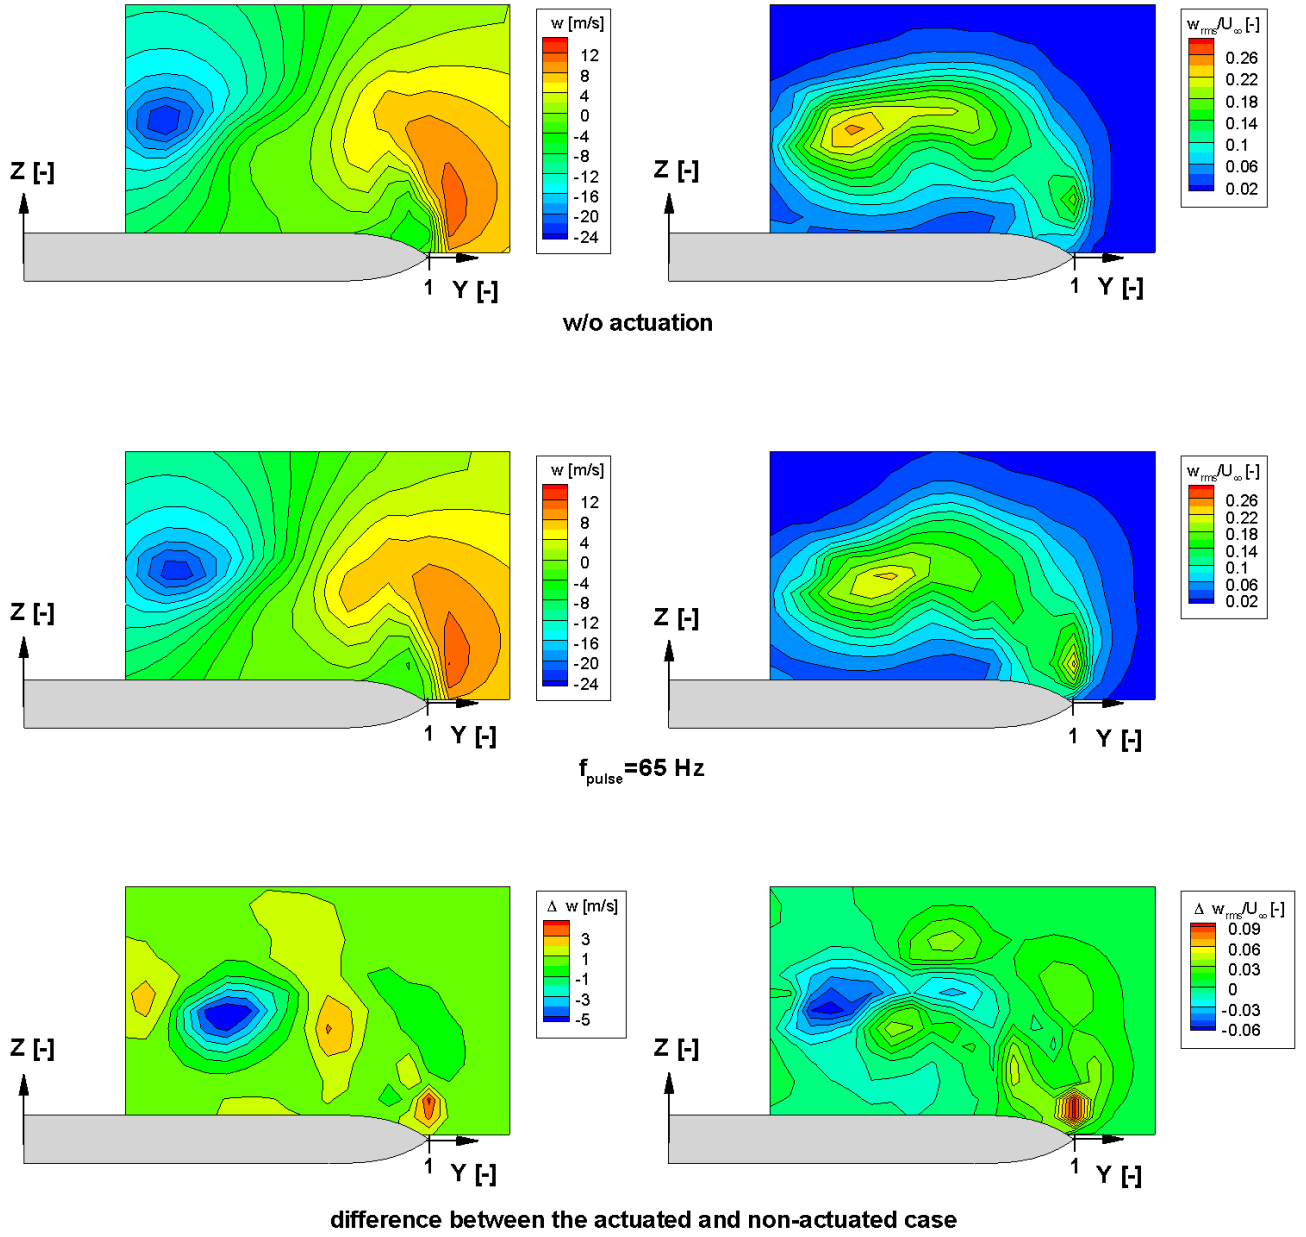 w [m/s]
12
8
4
0
-4
-8
-12
-16
-20
-24
Z [-]
1
Y [-]
w_rms/U_∞ [-]
0.26
0.22
0.18
0.14
0.1
0.06
0.02
Z [-]
1
Y [-]
w/o actuation
w [m/s]
12
8
4
0
-4
-8
-12
-16
-20
-24
Z [-]
1
Y [-]
w_rms/U_∞ [-]
0.26
0.22
0.18
0.14
0.1
0.06
0.02
Z [-]
1
Y [-]
f_pulse=65 Hz
Δ w [m/s]
3
1
-1
-3
-5
Z [-]
1
Y [-]
Δ w_rms/U_∞ [-]
0.09
0.06
0.03
0
-0.03
-0.06
Z [-]
1
Y [-]
difference between the actuated and non-actuated case